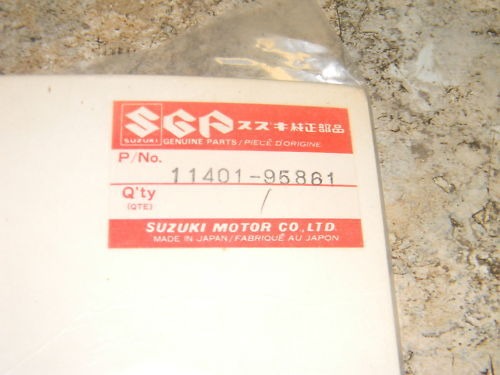 SGP スズキ純正部品
SUZUKI GENUINE PARTS/PIECE D'ORIGINE
P/No. 11401-95861
Q'ty /
(QTE)
SUZUKI MOTOR CO., LTD.
MADE IN JAPAN/FABRIQUÉ AU JAPON